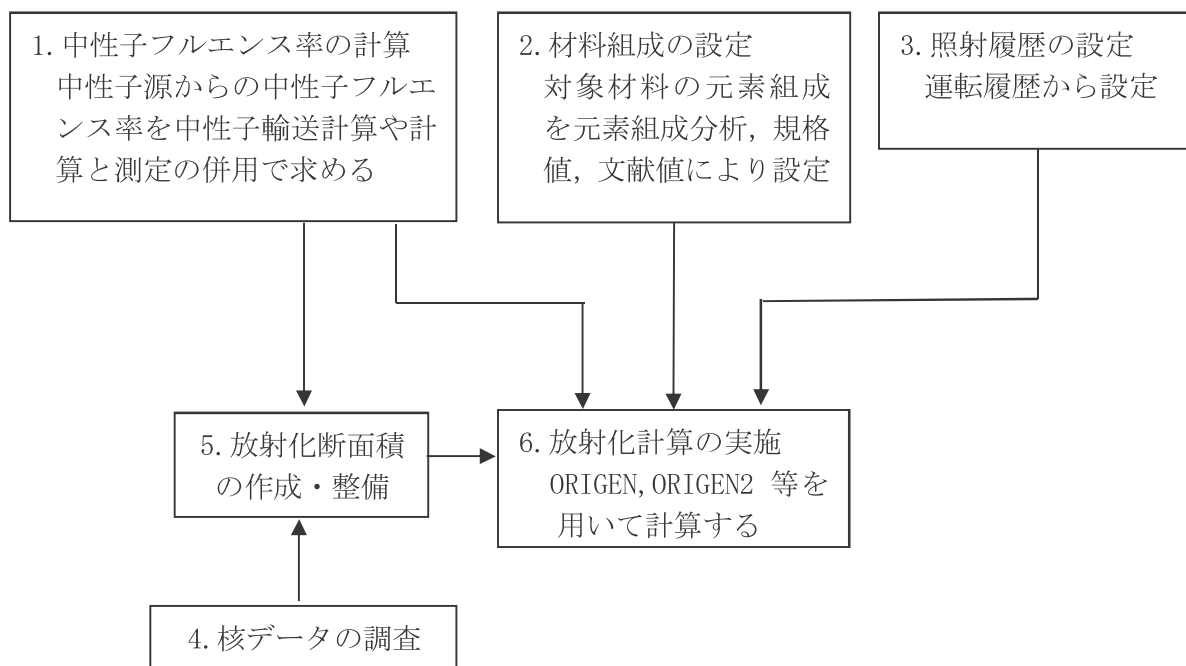 1. 中性子フルエンス率の計算
中性子源からの中性子フルエ
ンス率を中性子輸送計算や計
算と測定の併用で求める
2. 材料組成の設定
対象材料の元素組成
を元素組成分析, 規格
値, 文献値により設定
3. 照射履歴の設定
運転履歴から設定
5. 放射化断面積
の作成・整備
6. 放射化計算の実施
ORIGEN, ORIGEN2 等を
用いて計算する
4. 核データの調査